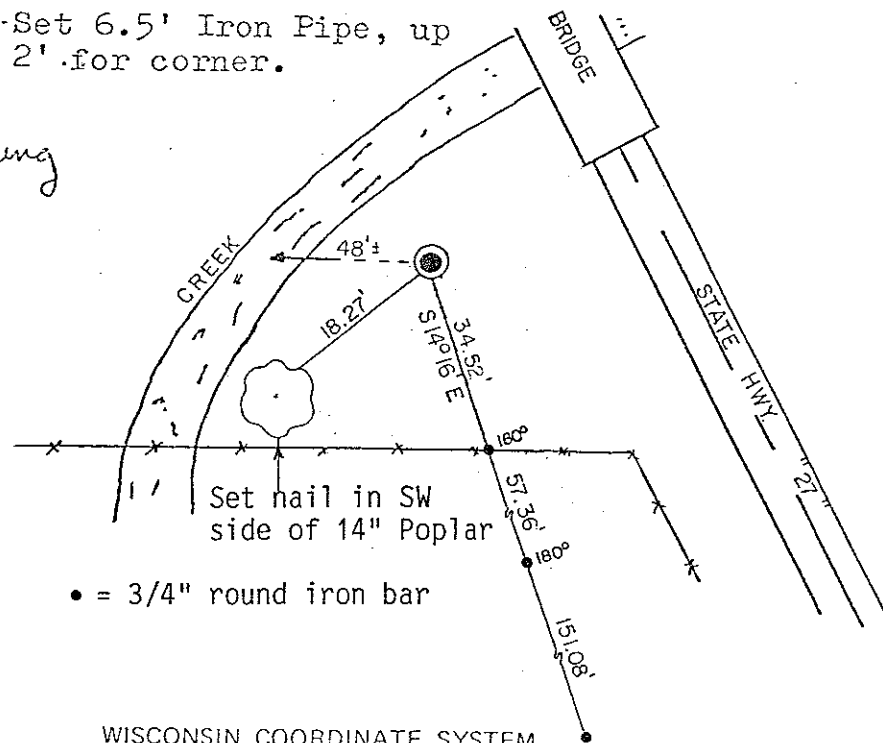 -Set 6.5' Iron Pipe, up
2' for corner.
BRIDGE
CREEK
48'±
18.27'
34.52'
S 14°16' E
STATE HWY. "27"
160°
57.36'
Set nail in SW
side of 14" Poplar
180°
• = 3/4" round iron bar
151.08'
WISCONSIN COORDINATE SYSTEM